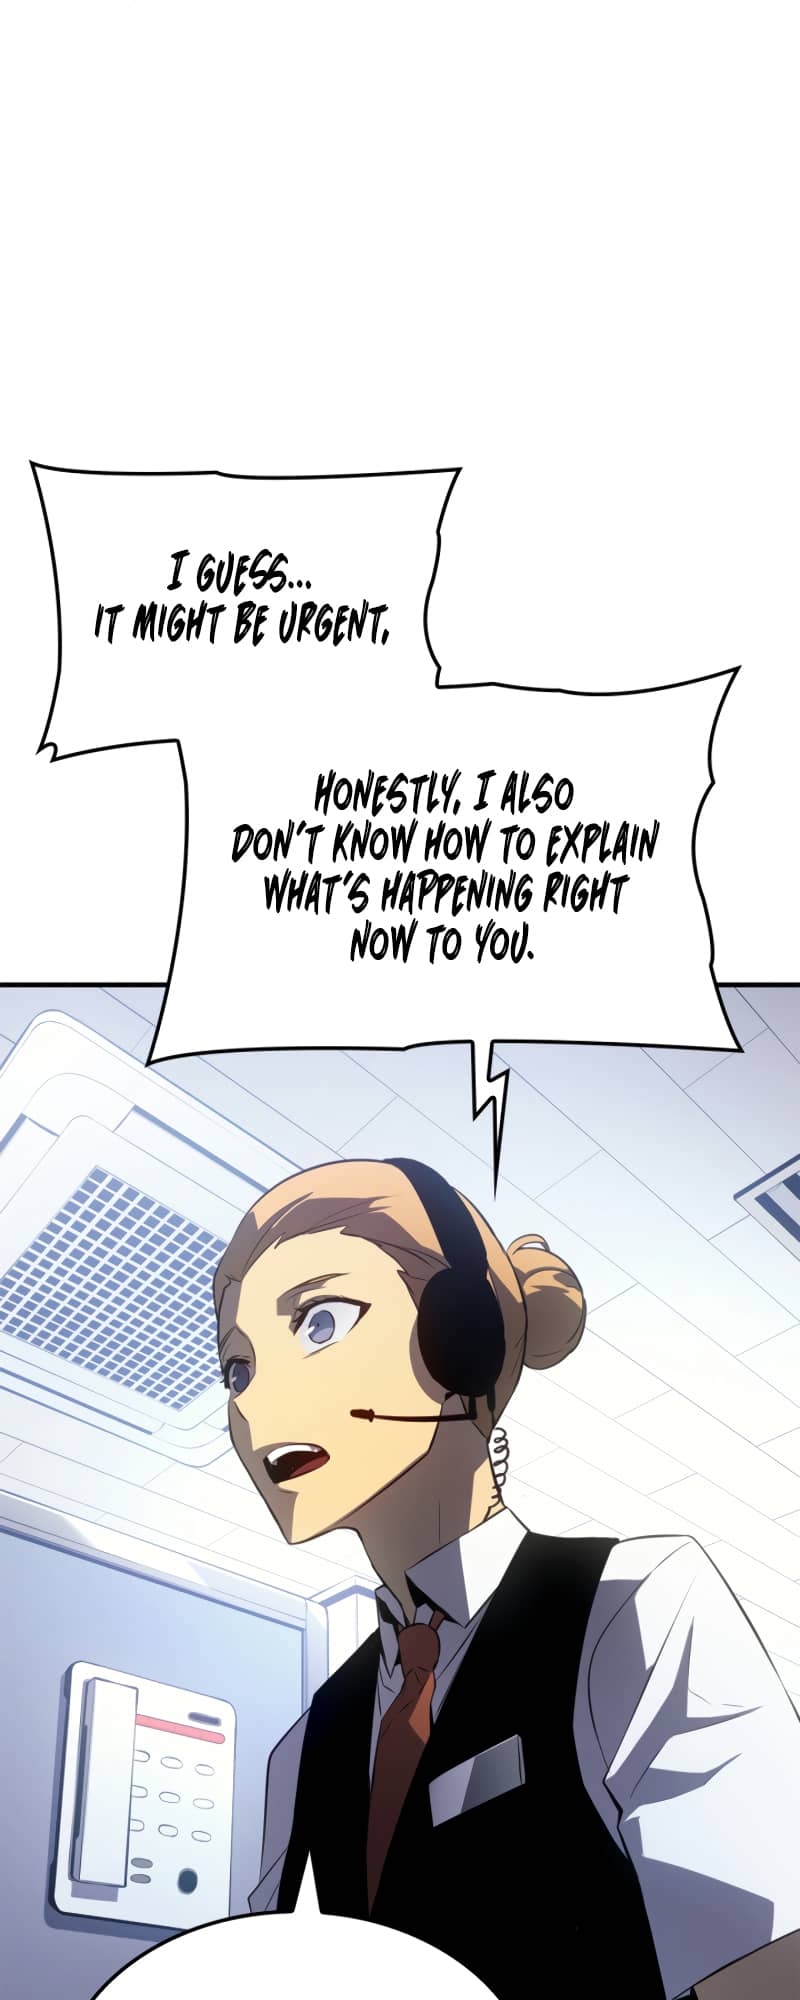 I GUESS...
IT MIGHT BE URGENT.
HONESTLY, I ALSO
DON'T KNOW HOW TO EXPLAIN
WHAT'S HAPPENING RIGHT
NOW TO YOU.